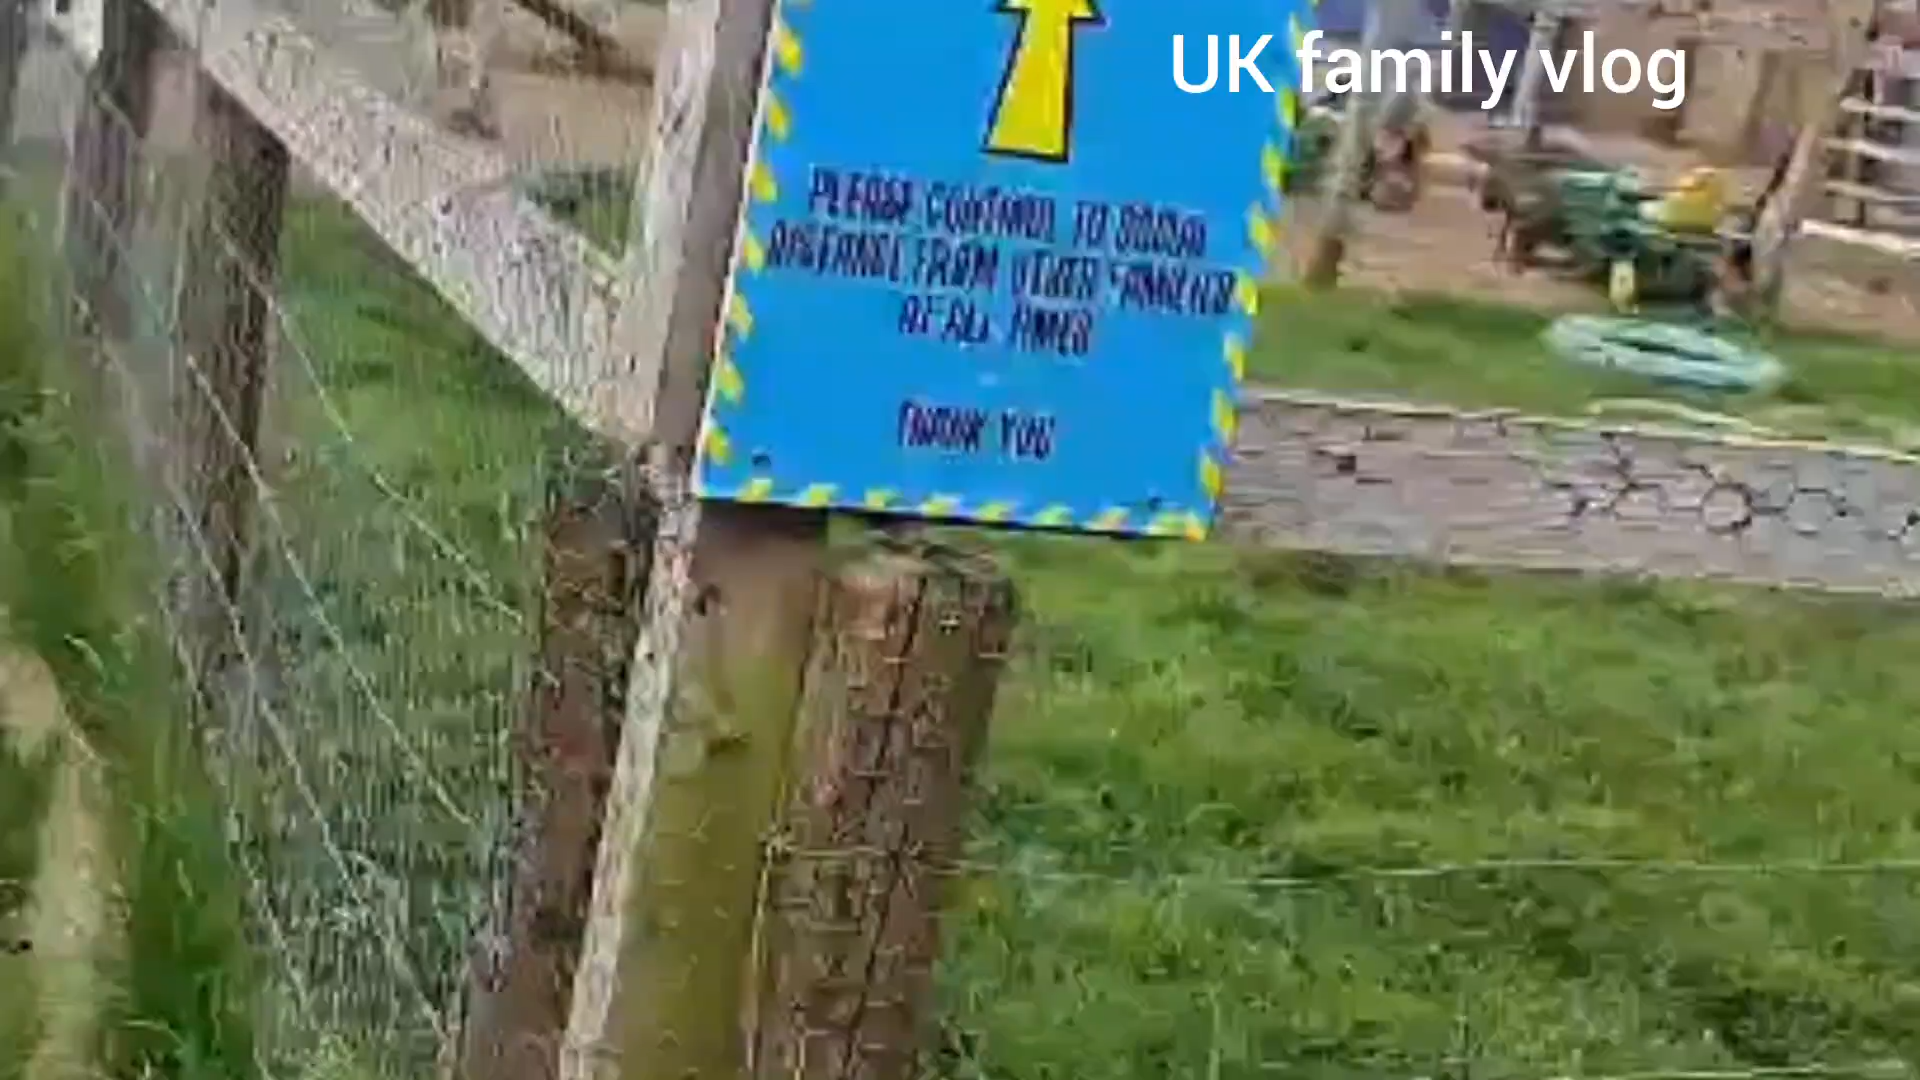 UK family vlog
PLEASE CONTINUE TO SOCIAL
DISTANCE FROM OTHER FAMILIES
AT ALL TIMES
THANK YOU